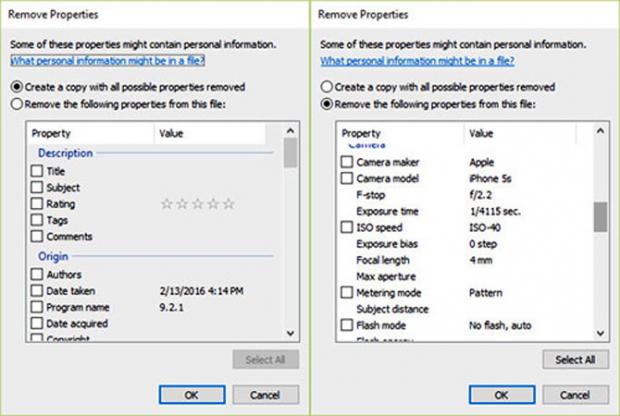 Remove Properties
Some of these properties might contain personal information.
What personal information might be in a file?
Create a copy with all possible properties removed
Remove the following properties from this file:
Property Value
Description
Title
Subject
Rating
Tags
Comments
Origin
Authors
Date taken 2/13/2016 4:14 PM
Program name 9.2.1
Date acquired
Copyright
Select All
OK Cancel
Remove Properties
Some of these properties might contain personal information.
What personal information might be in a file?
Create a copy with all possible properties removed
Remove the following properties from this file:
Property Value
Camera
Camera maker Apple
Camera model iPhone 5s
F-stop f/2.2
Exposure time 1/4115 sec.
ISO speed ISO-40
Exposure bias 0 step
Focal length 4 mm
Max aperture
Metering mode Pattern
Subject distance
Flash mode No flash, auto
Flash energy
Select All
OK Cancel